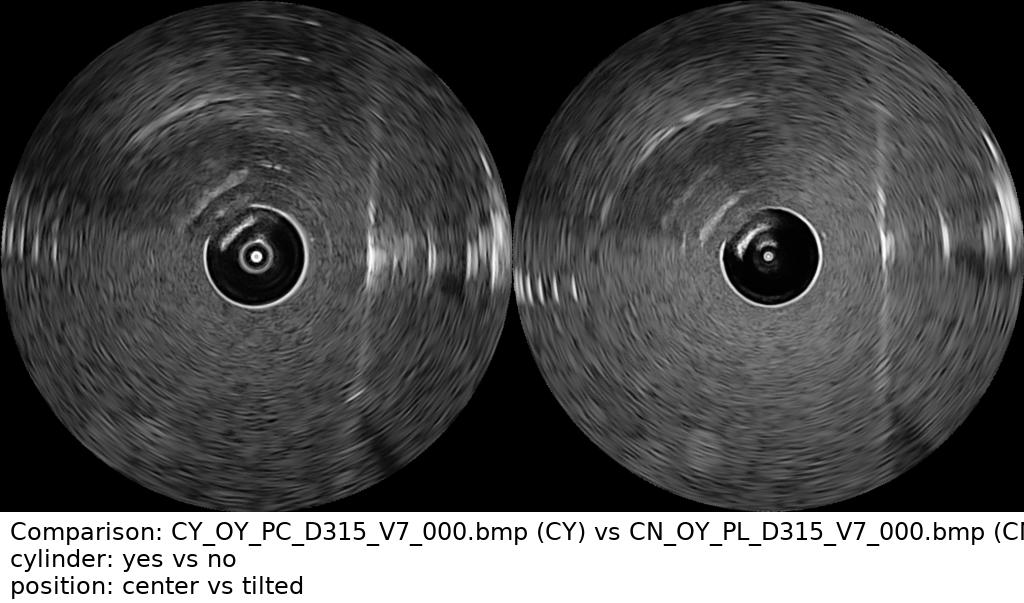 Comparison: CY_OY_PC_D315_V7_000.bmp (CY) vs CN_OY_PL_D315_V7_000.bmp
cylinder: yes vs no
position: center vs tilted